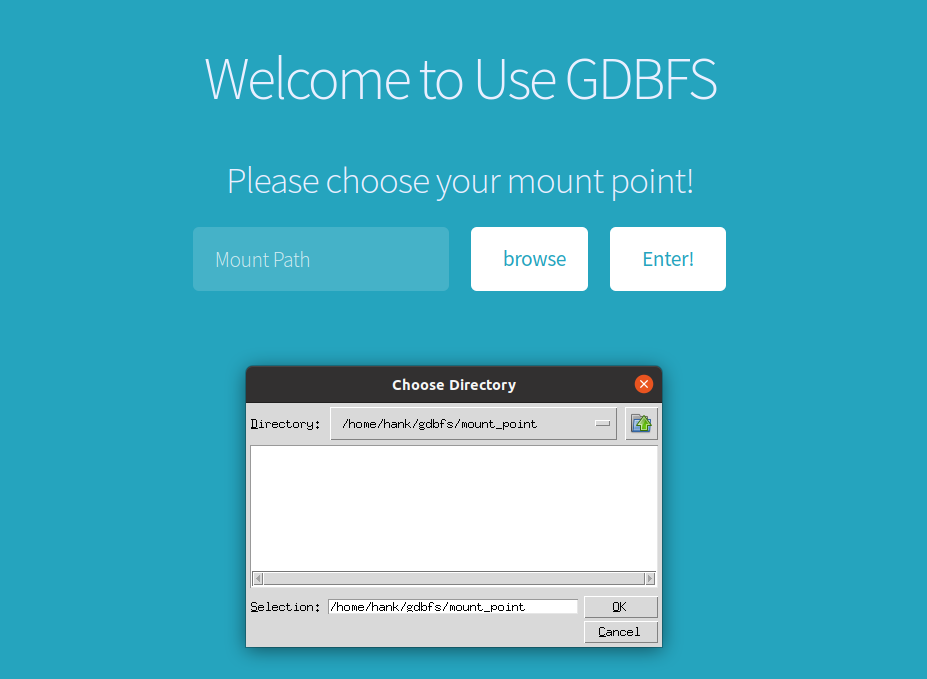 Welcome to Use GDBFS
Please choose your mount point!
Mount Path browse Enter!
Choose Directory
Directory: /home/hank/gdbfs/mount_point
Selection: /home/hank/gdbfs/mount_point OK
Cancel